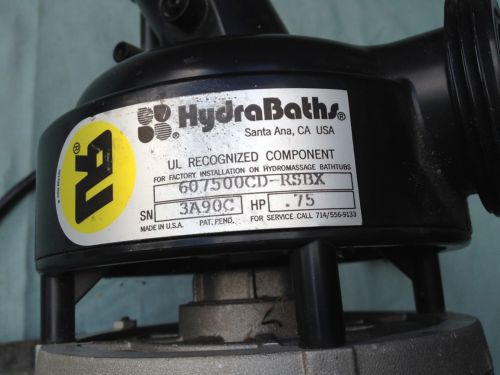 HydraBaths®
Santa Ana, CA USA
UL RECOGNIZED COMPONENT
FOR FACTORY INSTALLATION ON HYDROMASSAGE BATHTUBS
607500CD-RSBX
SN 3A90C HP .75
MADE IN U.S.A. PAT. PEND. FOR SERVICE CALL 714/556-9133